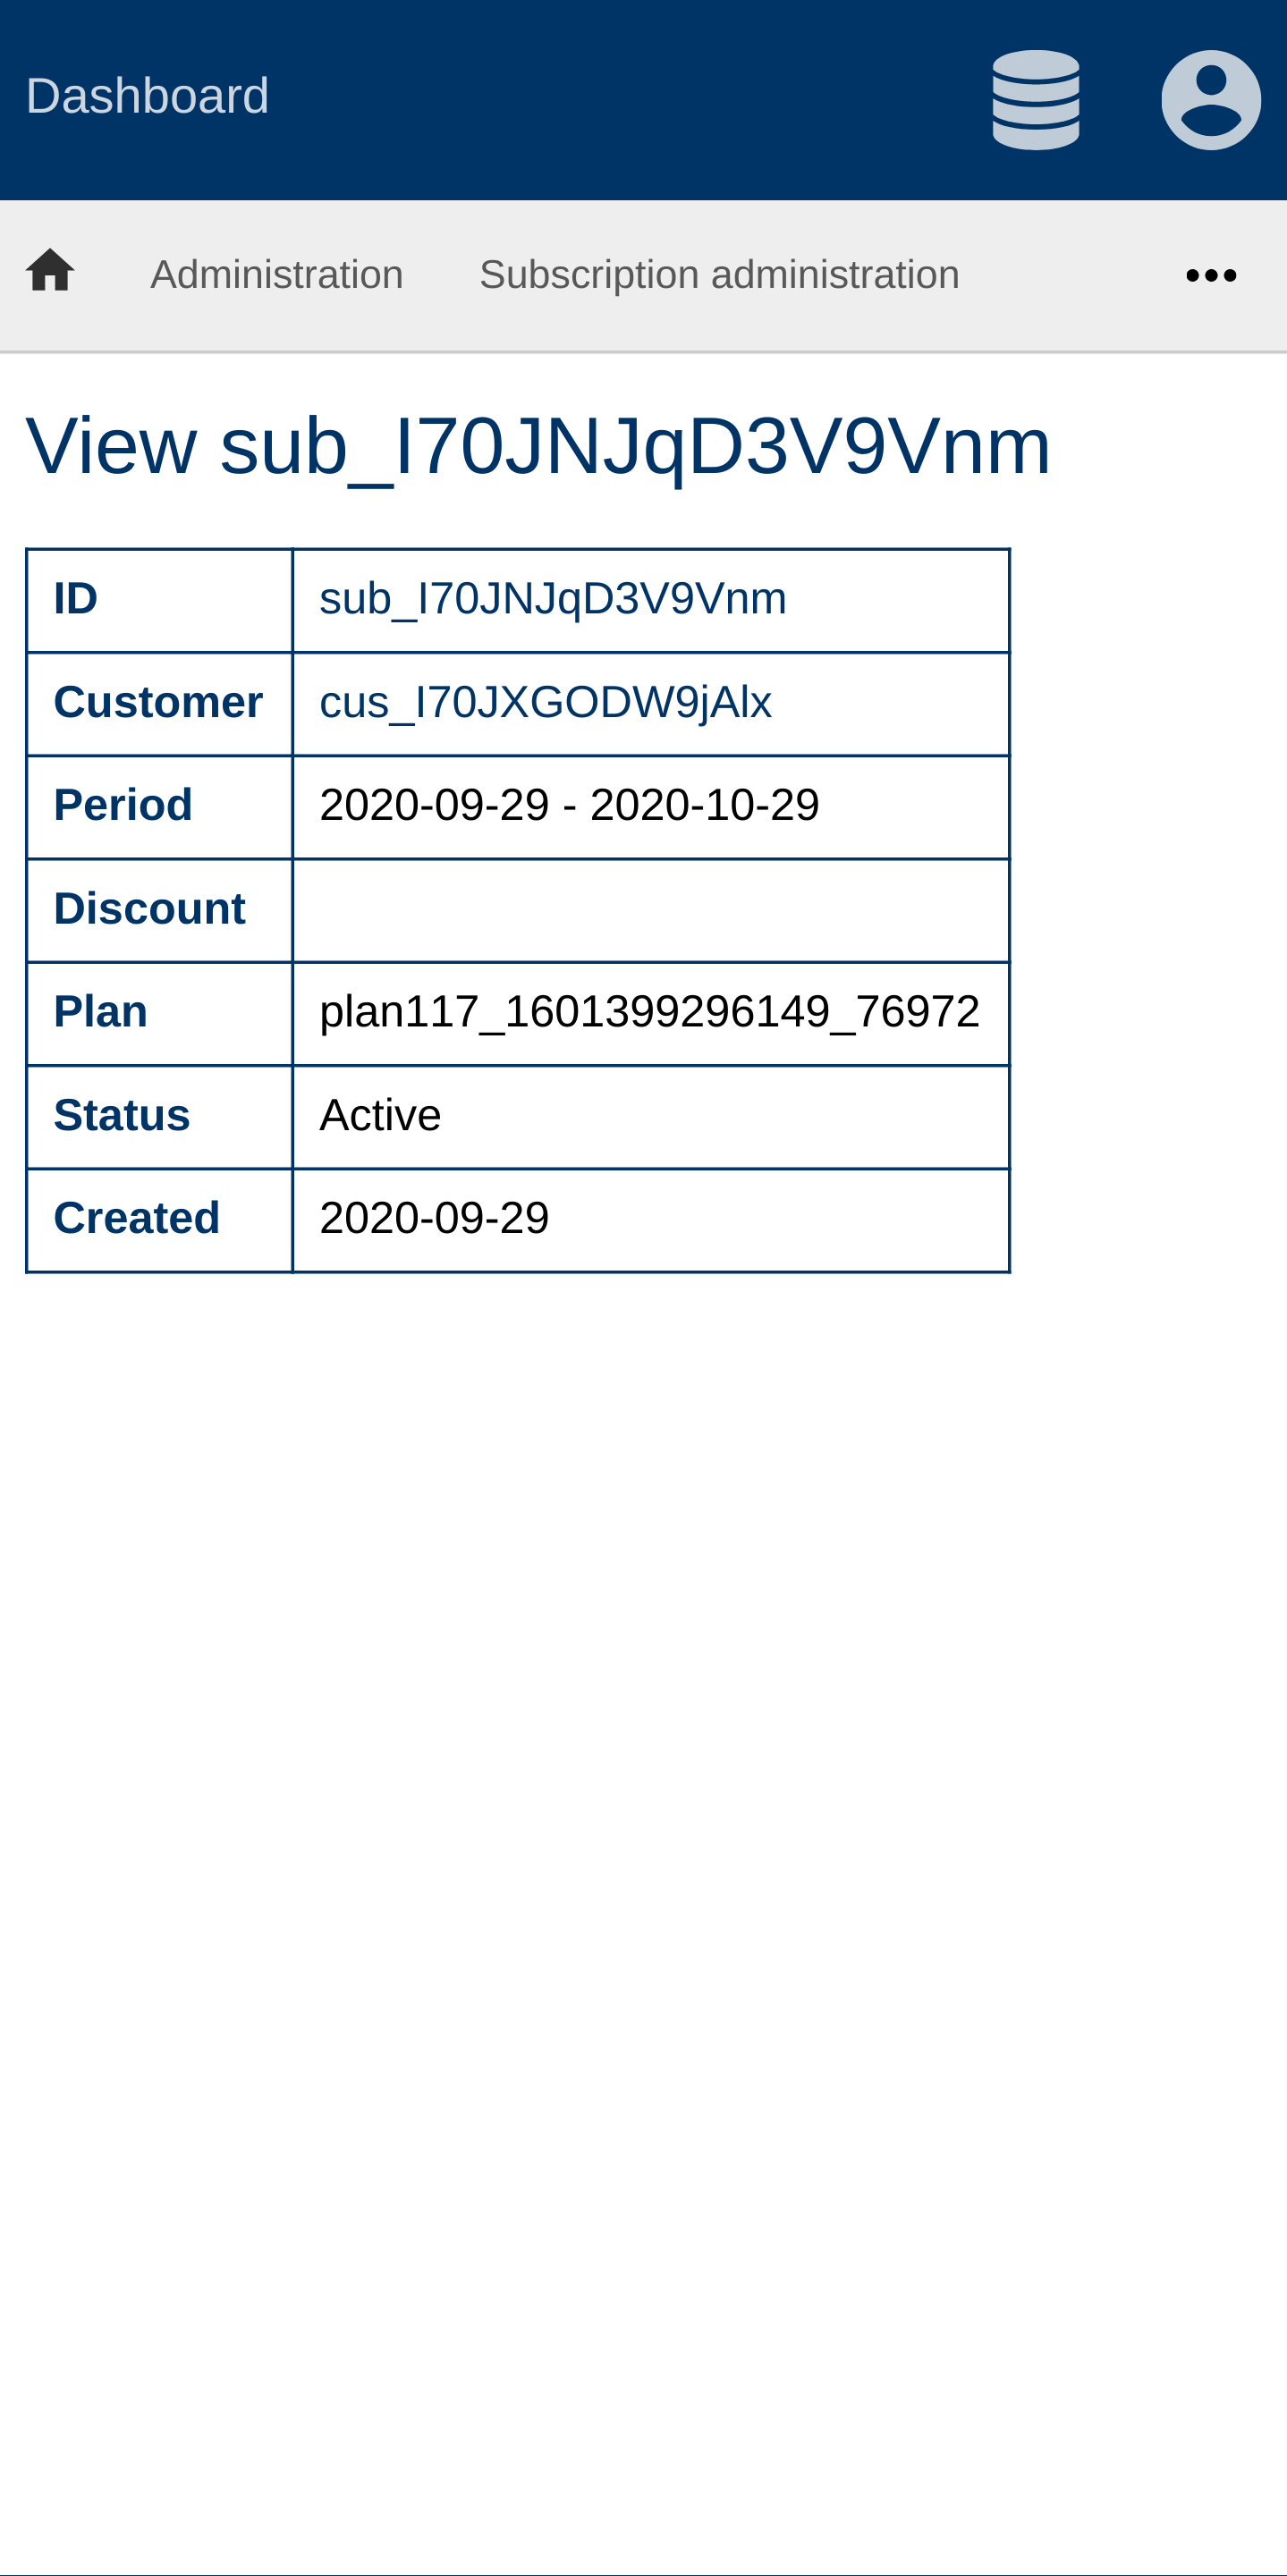 Dashboard
Administration Subscription administration
View sub_I70JNJqD3V9Vnm
ID sub_I70JNJqD3V9Vnm
Customer cus_I70JXGODW9jAlx
Period 2020-09-29 - 2020-10-29
Discount
Plan plan117_1601399296149_76972
Status Active
Created 2020-09-29